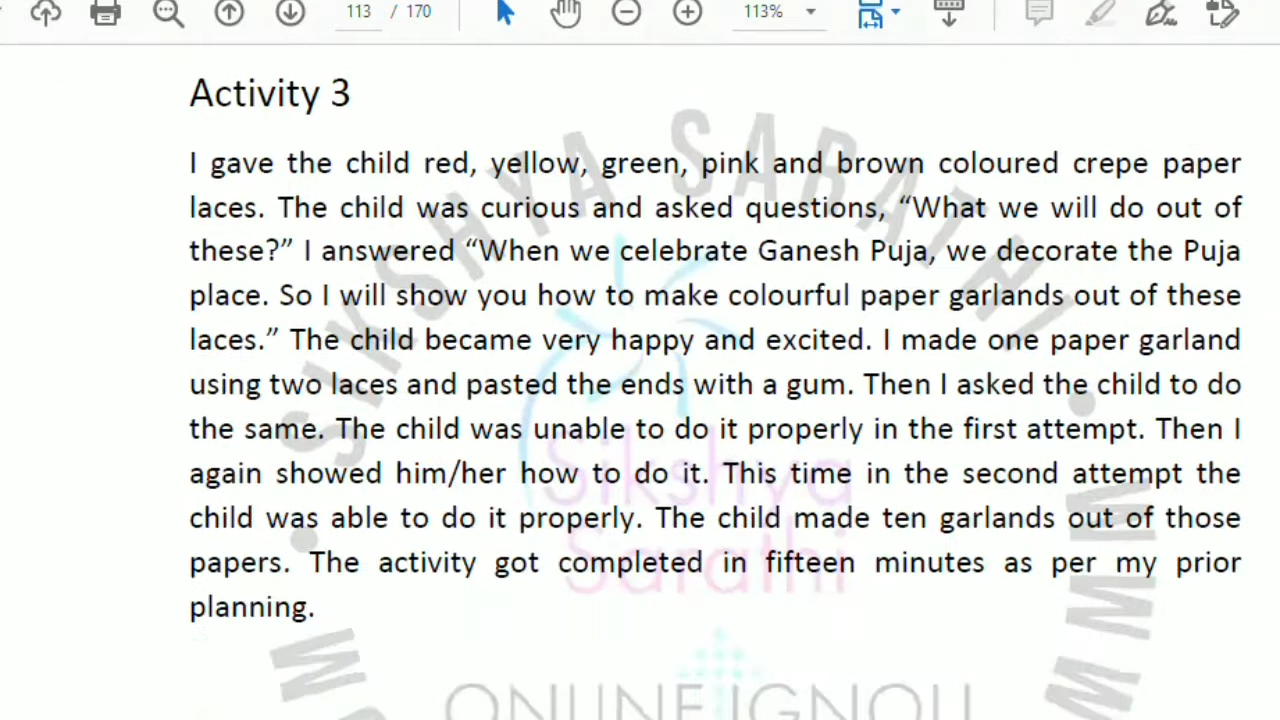 113 / 170
113%
Activity 3
I gave the child red, yellow, green, pink and brown coloured crepe paper
laces. The child was curious and asked questions, “What we will do out of
these?” I answered “When we celebrate Ganesh Puja, we decorate the Puja
place. So I will show you how to make colourful paper garlands out of these
laces.” The child became very happy and excited. I made one paper garland
using two laces and pasted the ends with a gum. Then I asked the child to do
the same. The child was unable to do it properly in the first attempt. Then I
again showed him/her how to do it. This time in the second attempt the
child was able to do it properly. The child made ten garlands out of those
papers. The activity got completed in fifteen minutes as per my prior
planning.
SIKSHYA SARATHI
Sikshya
Sarathi
WWW
ONLINE IGNOU